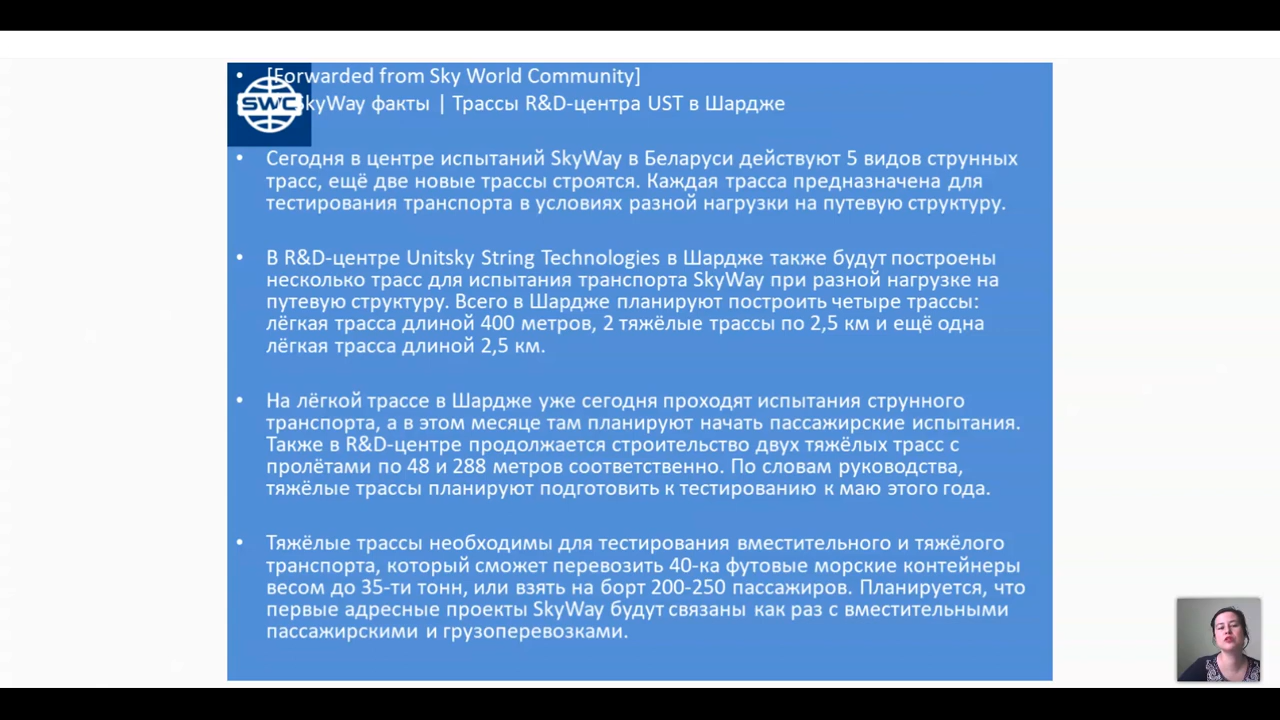 [Forwarded from Sky World Community]
SWC SkyWay факты | Трассы R&D-центра UST в Шардже
Сегодня в центре испытаний SkyWay в Беларуси действуют 5 видов струнных
трасс, ещё две новые трассы строятся. Каждая трасса предназначена для
тестирования транспорта в условиях разной нагрузки на путевую структуру.
В R&D-центре Unitsky String Technologies в Шардже также будут построены
несколько трасс для испытания транспорта SkyWay при разной нагрузке на
путевую структуру. Всего в Шардже планируют построить четыре трассы:
лёгкая трасса длиной 400 метров, 2 тяжёлые трассы по 2,5 км и ещё одна
лёгкая трасса длиной 2,5 км.
На лёгкой трассе в Шардже уже сегодня проходят испытания струнного
транспорта, а в этом месяце там планируют начать пассажирские испытания.
Также в R&D-центре продолжается строительство двух тяжёлых трасс с
пролётами по 48 и 288 метров соответственно. По словам руководства,
тяжёлые трассы планируют подготовить к тестированию к маю этого года.
Тяжёлые трассы необходимы для тестирования вместительного и тяжёлого
транспорта, который сможет перевозить 40-ка футовые морские контейнеры
весом до 35-ти тонн, или взять на борт 200-250 пассажиров. Планируется, что
первые адресные проекты SkyWay будут связаны как раз с вместительными
пассажирскими и грузоперевозками.